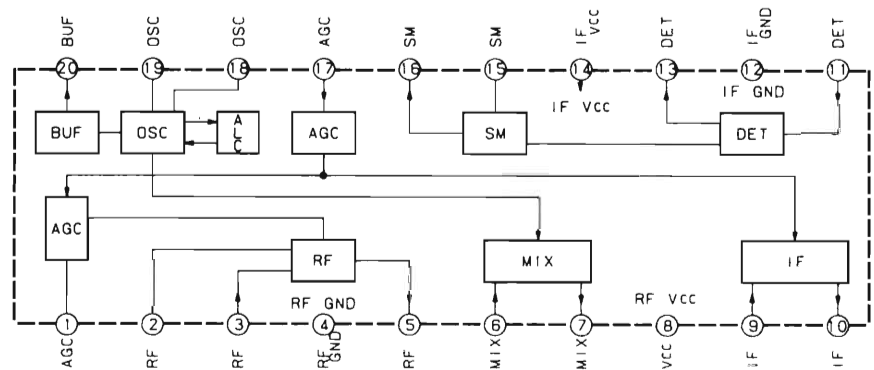 BUF OSC OSC AGC SM SM IF VCC DET IF GND DET
20 19 18 17 16 15 14 13 12 11
IF VCC IF GND
BUF OSC ALC AGC SM DET
AGC RF MIX IF
RF GND RF VCC
1 2 3 4 5 6 7 8 9 10
AGC RF RF RF GND RF MIX MIX VCC IF IF